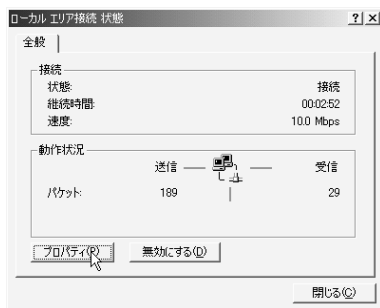 ローカル エリア接続 状態
全般
接続
状態: 接続
継続時間: 00:02:52
速度: 10.0 Mbps
動作状況
送信 受信
パケット: 189 29
プロパティ(P) 無効にする(D)
閉じる(C)